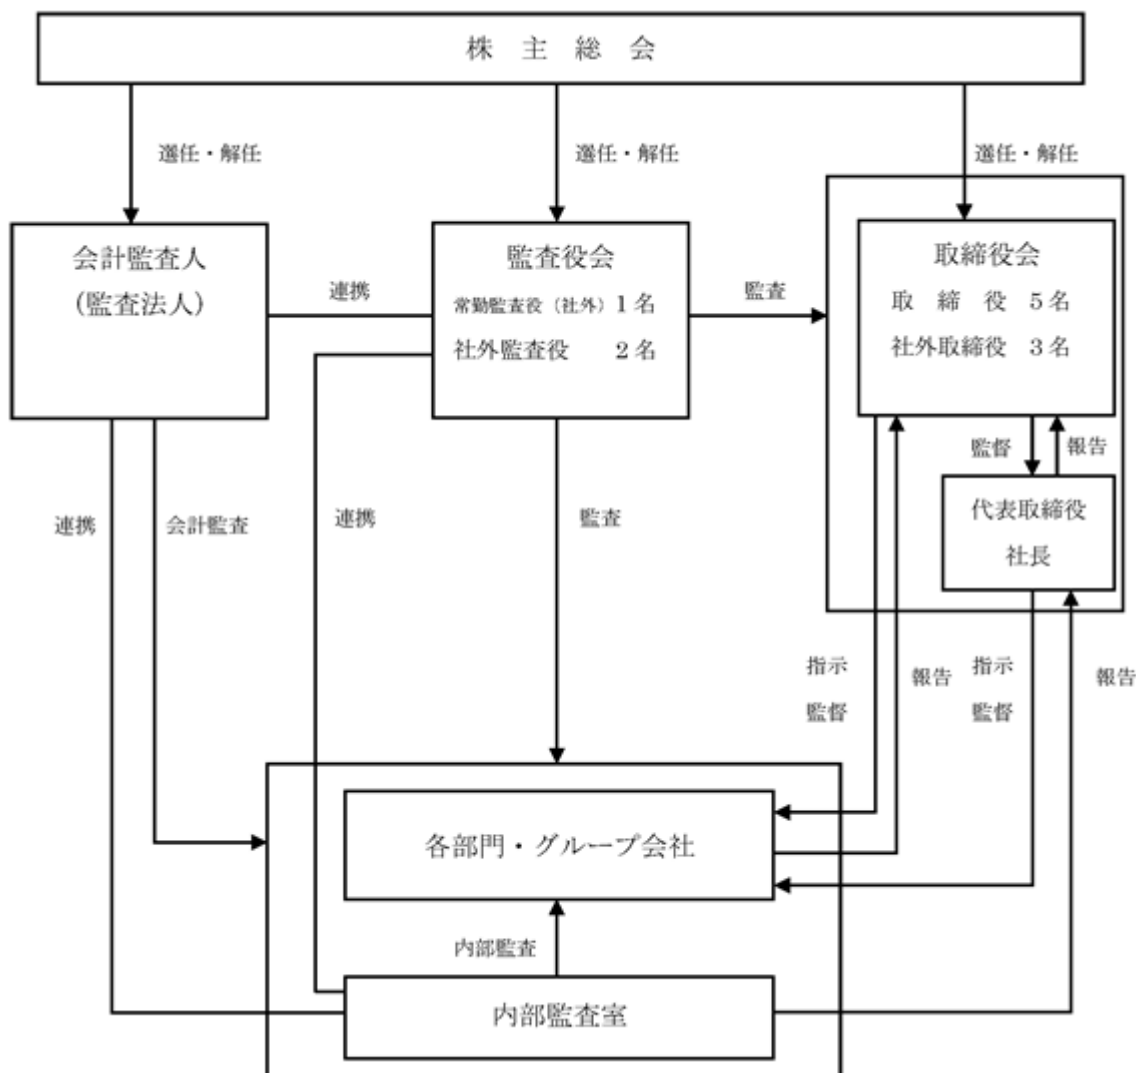 株 主 総 会
選任・解任
選任・解任
選任・解任
会計監査人
(監査法人)
連携
監査役会
常勤監査役（社外）1名
社外監査役 2名
監査
取締役会
取 締 役 5名
社外取締役 3名
監督
報告
代表取締役
社長
連携
会計監査
連携
監査
指示
監督
報告
指示
監督
報告
各部門・グループ会社
内部監査
内部監査室